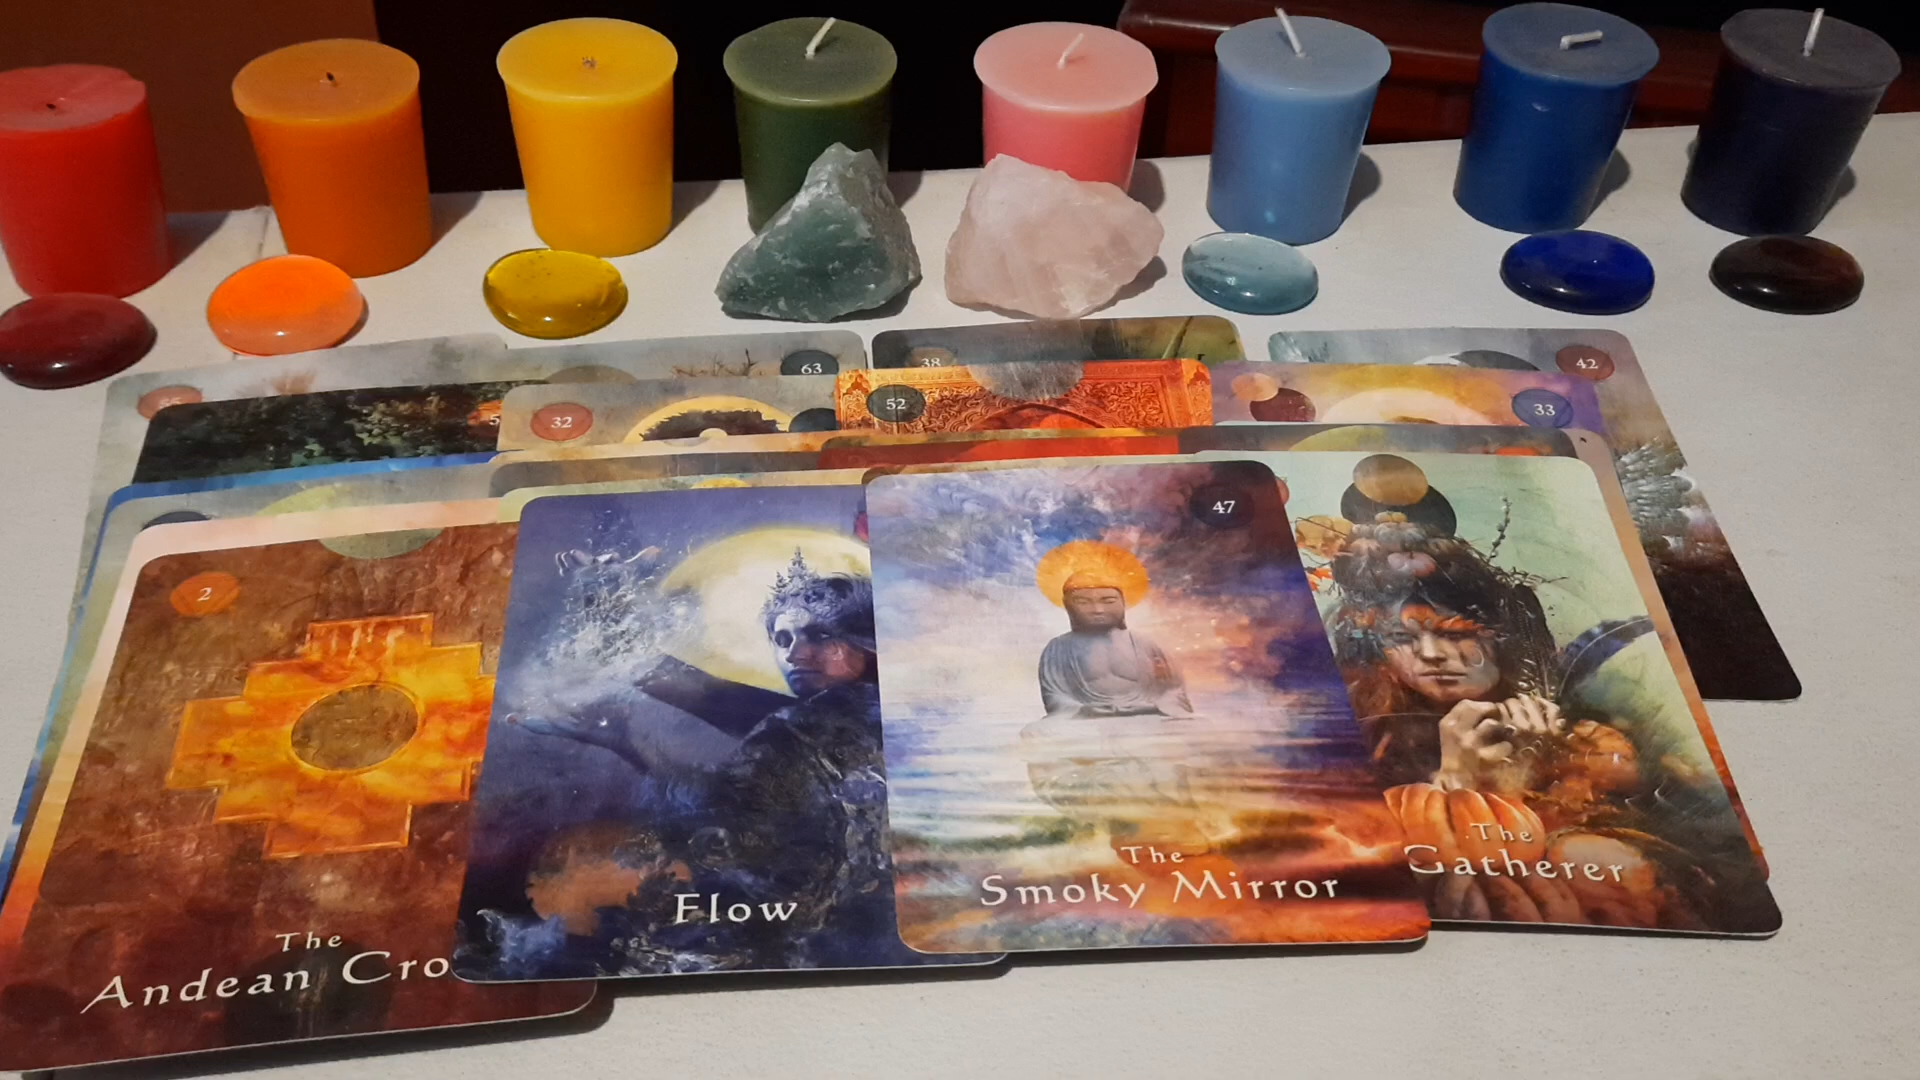 63
38
42
32
52
33
47
2
The
Andean Cro
Flow
The
Smoky Mirror
The
Gatherer